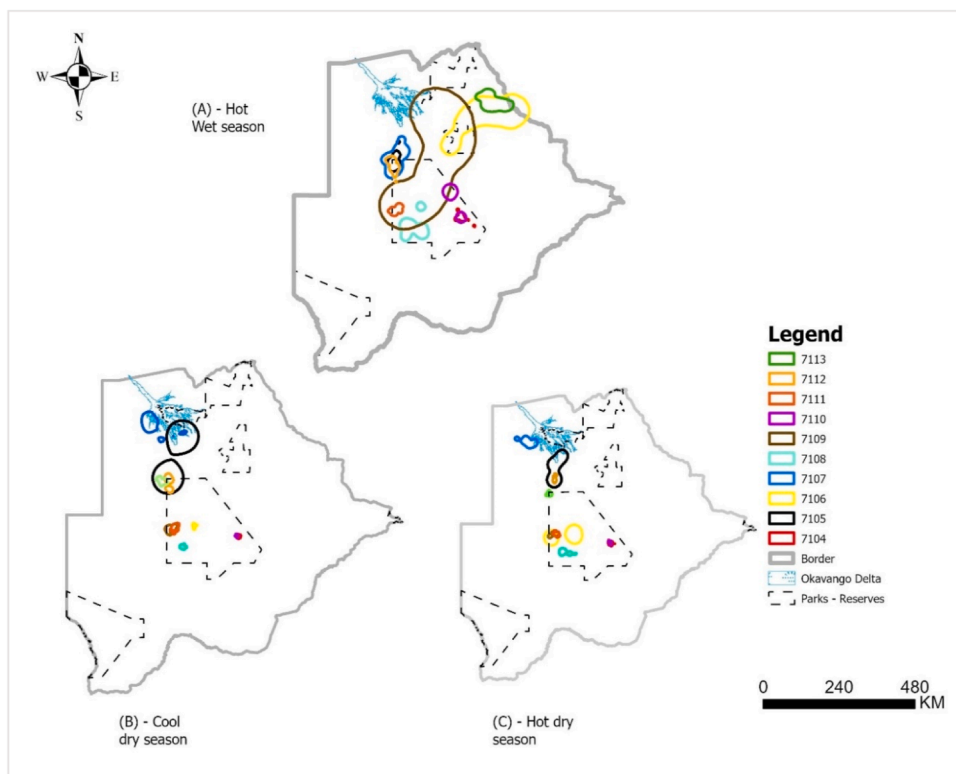 N
W E
S
(A) - Hot
Wet season
Legend
7113
7112
7111
7110
7109
7108
7107
7106
7105
7104
Border
Okavango Delta
Parks - Reserves
0 240 480
KM
(B) - Cool
dry season
(C) - Hot dry
season